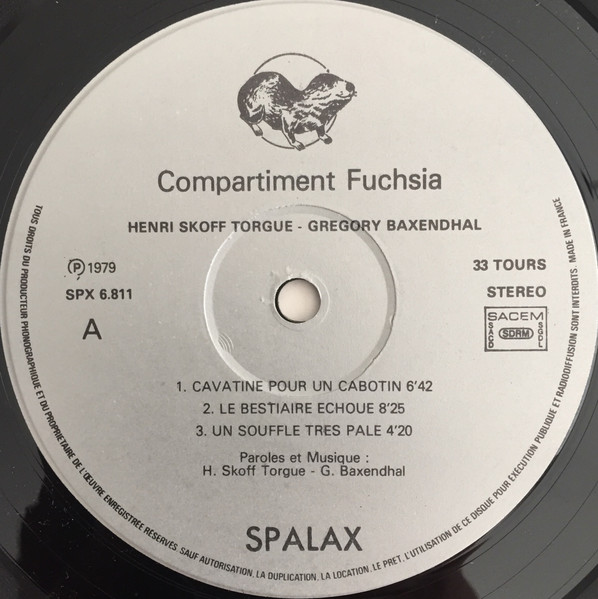 Compartiment Fuchsia
HENRI SKOFF TORGUE - GREGORY BAXENDHAL
℗ 1979
SPX 6.811
A
33 TOURS
STEREO
SACEM
SACD
SDRM
SGDL
1. CAVATINE POUR UN CABOTIN 6'42
2. LE BESTIAIRE ECHOUE 8'25
3. UN SOUFFLE TRES PALE 4'20
Paroles et Musique :
H. Skoff Torgue - G. Baxendhal
SPALAX
TOUS DROITS DU PRODUCTEUR PHONOGRAPHIQUE ET DU PROPRIETAIRE DE L'ŒUVRE ENREGISTREE RESERVES. SAUF AUTORISATION, LA DUPLICATION, LA LOCATION, LE PRET, L'UTILISATION DE CE DISQUE POUR EXECUTION PUBLIQUE ET RADIODIFFUSION SONT INTERDITS. MADE IN FRANCE